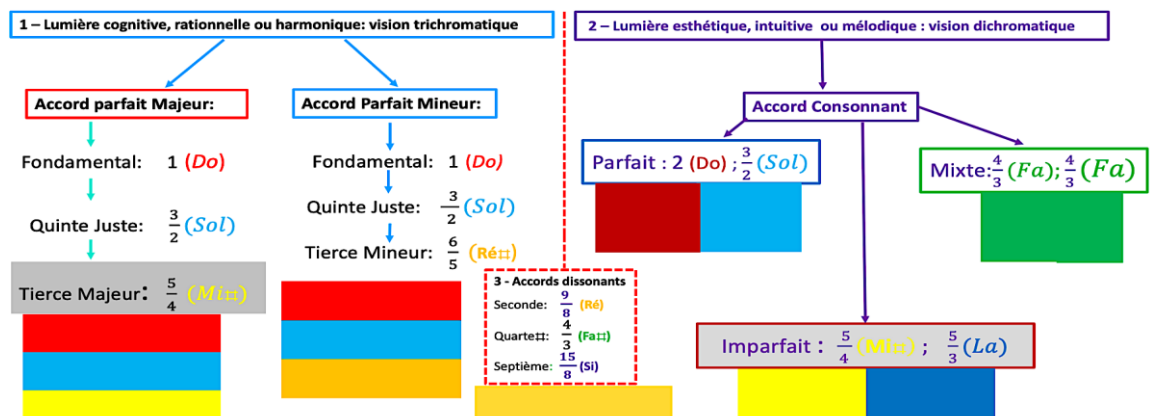 1 – Lumière cognitive, rationnelle ou harmonique: vision trichromatique
Accord parfait Majeur:
Fondamental: 1 (Do)
Quinte Juste: 3/2 (Sol)
Tierce Majeur: 5/4 (Mi⌗)
Accord Parfait Mineur:
Fondamental: 1 (Do)
Quinte Juste: 3/2 (Sol)
Tierce Mineur: 6/5 (Ré⌗)
3 - Accords dissonants
Seconde: 9/8 (Ré)
Quarte⌗: 4/3 (Fa⌗)
Septième: 15/8 (Si)
2 – Lumière esthétique, intuitive ou mélodique : vision dichromatique
Accord Consonnant
Parfait : 2 (Do) ; 3/2 (Sol)
Mixte: 4/3 (Fa); 4/3 (Fa)
Imparfait : 5/4 (Mi⌗) ; 5/3 (La)